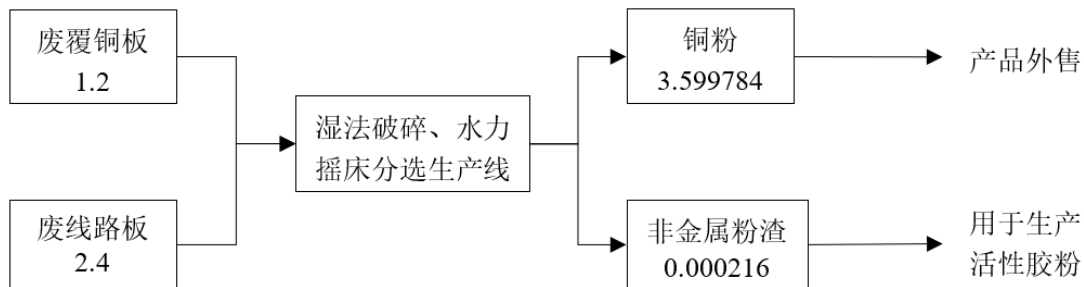 废覆铜板
1.2
废线路板
2.4
湿法破碎、水力
摇床分选生产线
铜粉
3.599784
产品外售
非金属粉渣
0.000216
用于生产
活性胶粉